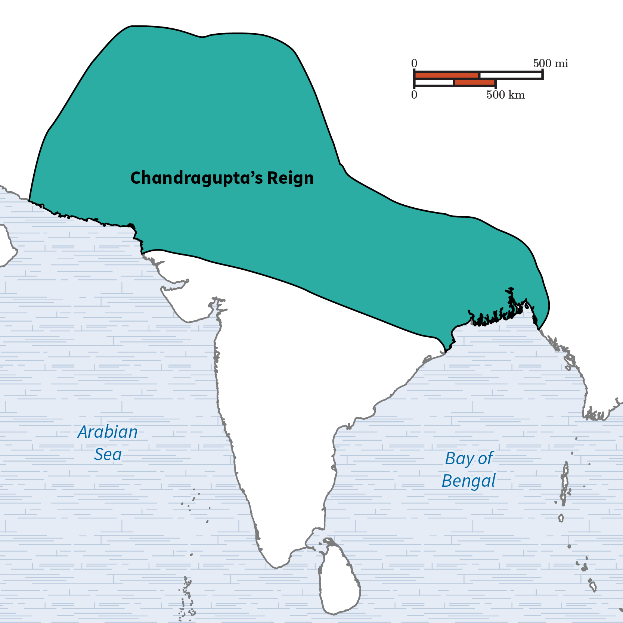 0 500 mi
0 500 km
Chandragupta's Reign
Arabian
Sea
Bay of
Bengal